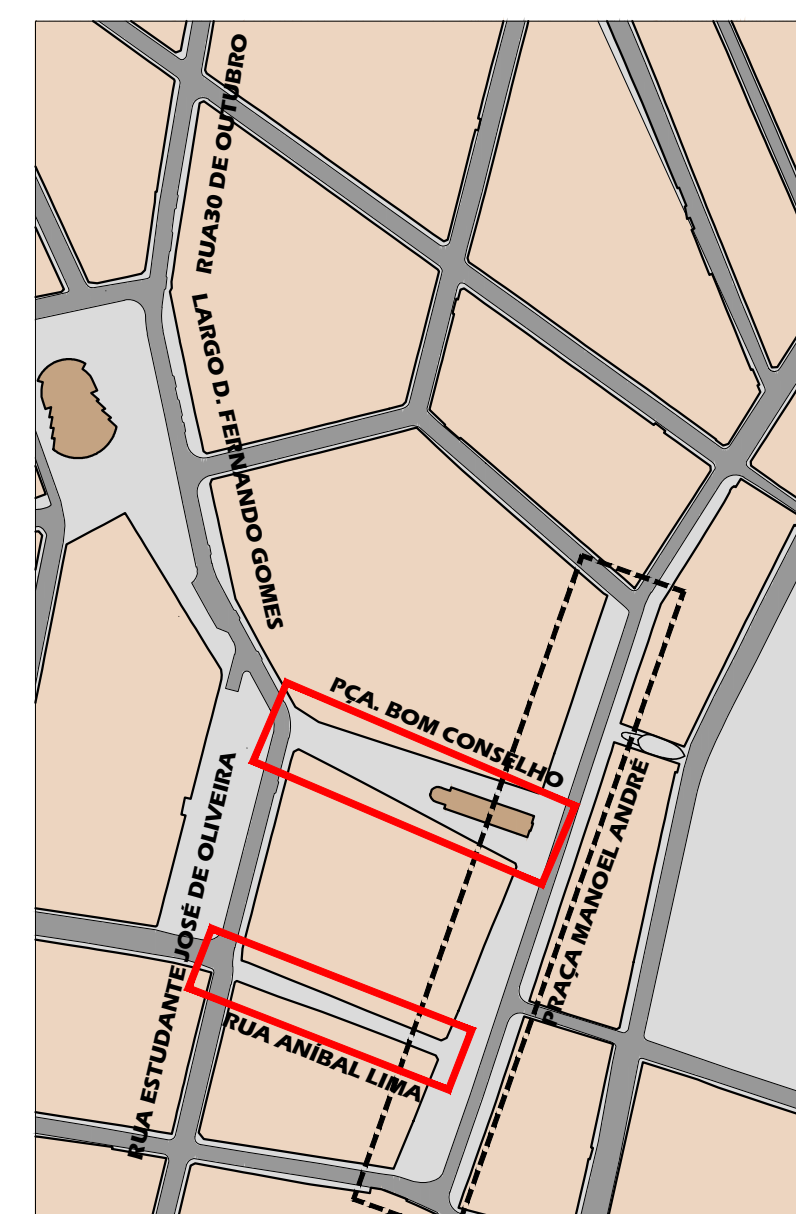 RUA30 DE OUTUBRO
LARGO D. FERNANDO GOMES
PÇA. BOM CONSELHO
RUA ESTUDANTE JOSÉ DE OLIVEIRA
PRAÇA MANOEL ANDRÉ
RUA ANÍBAL LIMA